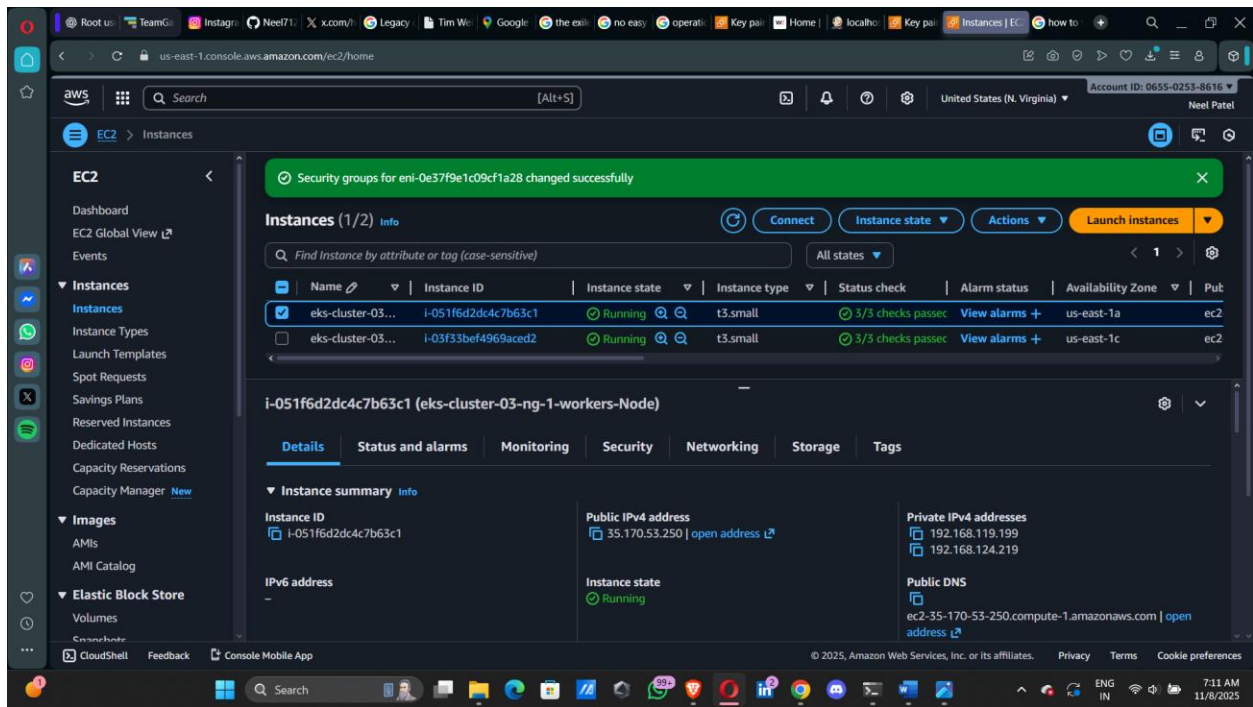 Root us
TeamGa
Instagra
Neel712
x.com/h
Legacy
Tim Wei
Google
the exil
no easy
operati
Key pai
Home |
localho
Key pai
Instances | EC
how to
us-east-1.console.aws.amazon.com/ec2/home
aws
Search
[Alt+S]
United States (N. Virginia)
Account ID: 0655-0253-8616
Neel Patel
EC2 > Instances
EC2
Dashboard
EC2 Global View
Events
Instances
Instances
Instance Types
Launch Templates
Spot Requests
Savings Plans
Reserved Instances
Dedicated Hosts
Capacity Reservations
Capacity Manager New
Images
AMIs
AMI Catalog
Elastic Block Store
Volumes
Snapshots
Security groups for eni-0e37f9e1c09cf1a28 changed successfully
Instances (1/2) Info
Connect
Instance state
Actions
Launch instances
Find Instance by attribute or tag (case-sensitive)
All states
1
Name | Instance ID | Instance state | Instance type | Status check | Alarm status | Availability Zone | Pub
eks-cluster-03... i-051f6d2dc4c7b63c1 Running t3.small 3/3 checks passec View alarms + us-east-1a ec2
eks-cluster-03... i-03f33bef4969aced2 Running t3.small 3/3 checks passec View alarms + us-east-1c ec2
i-051f6d2dc4c7b63c1 (eks-cluster-03-ng-1-workers-Node)
Details
Status and alarms
Monitoring
Security
Networking
Storage
Tags
Instance summary Info
Instance ID
i-051f6d2dc4c7b63c1
Public IPv4 address
35.170.53.250 | open address
Private IPv4 addresses
192.168.119.199
192.168.124.219
IPv6 address
–
Instance state
Running
Public DNS
ec2-35-170-53-250.compute-1.amazonaws.com | open
address
CloudShell
Feedback
Console Mobile App
© 2025, Amazon Web Services, Inc. or its affiliates.
Privacy
Terms
Cookie preferences
1
Search
99+
2
ENG
IN
7:11 AM
11/8/2025